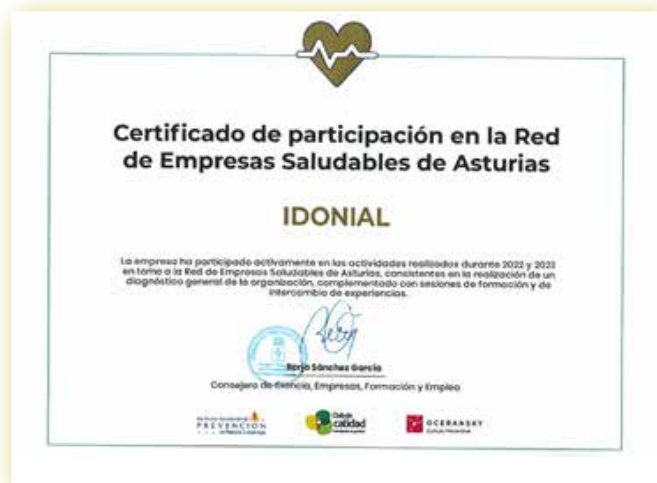 Certificado de participación en la Red
de Empresas Saludables de Asturias
IDONIAL
La empresa ha participado activamente en las actividades realizadas durante 2022 y 2023
en torno a la Red de Empresas Saludables de Asturias, consistentes en la realización de un
diagnóstico general de la organización, complementado con sesiones de formación y de
intercambio de experiencias.
Borja Sánchez García
Consejero de Ciencia, Empresas, Formación y Empleo
PREVENCIÓN
Club de
calidad
OCERANSKY